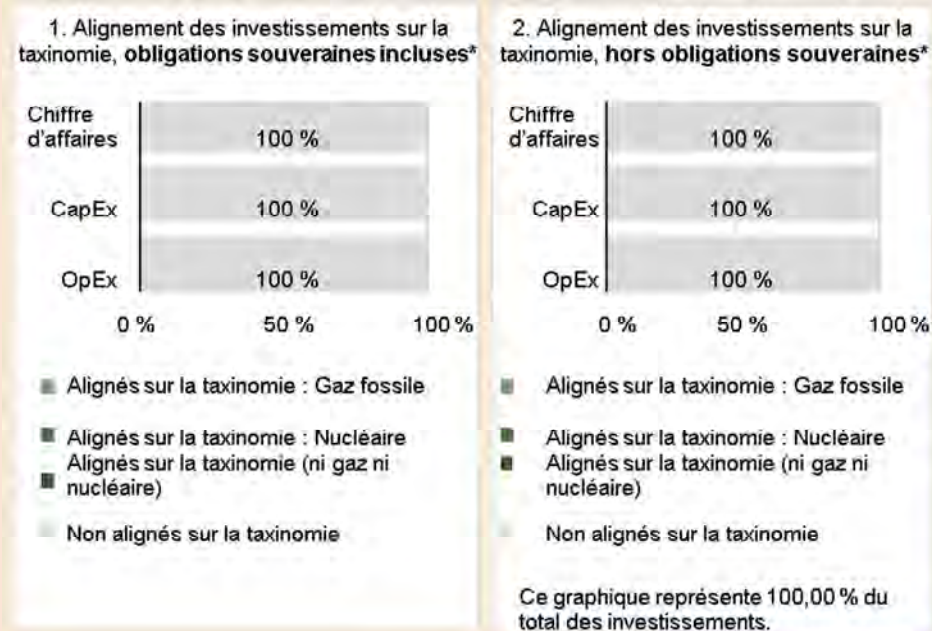 1. Alignement des investissements sur la
taxinomie, obligations souveraines incluses*
Chiffre
d'affaires
100 %
CapEx
100 %
OpEx
100 %
0 %
50 %
100 %
Alignés sur la taxinomie : Gaz fossile
Alignés sur la taxinomie : Nucléaire
Alignés sur la taxinomie (ni gaz ni
nucléaire)
Non alignés sur la taxinomie
2. Alignement des investissements sur la
taxinomie, hors obligations souveraines*
Chiffre
d'affaires
100 %
CapEx
100 %
OpEx
100 %
0 %
50 %
100 %
Alignés sur la taxinomie : Gaz fossile
Alignés sur la taxinomie : Nucléaire
Alignés sur la taxinomie (ni gaz ni
nucléaire)
Non alignés sur la taxinomie
Ce graphique représente 100,00 % du
total des investissements.